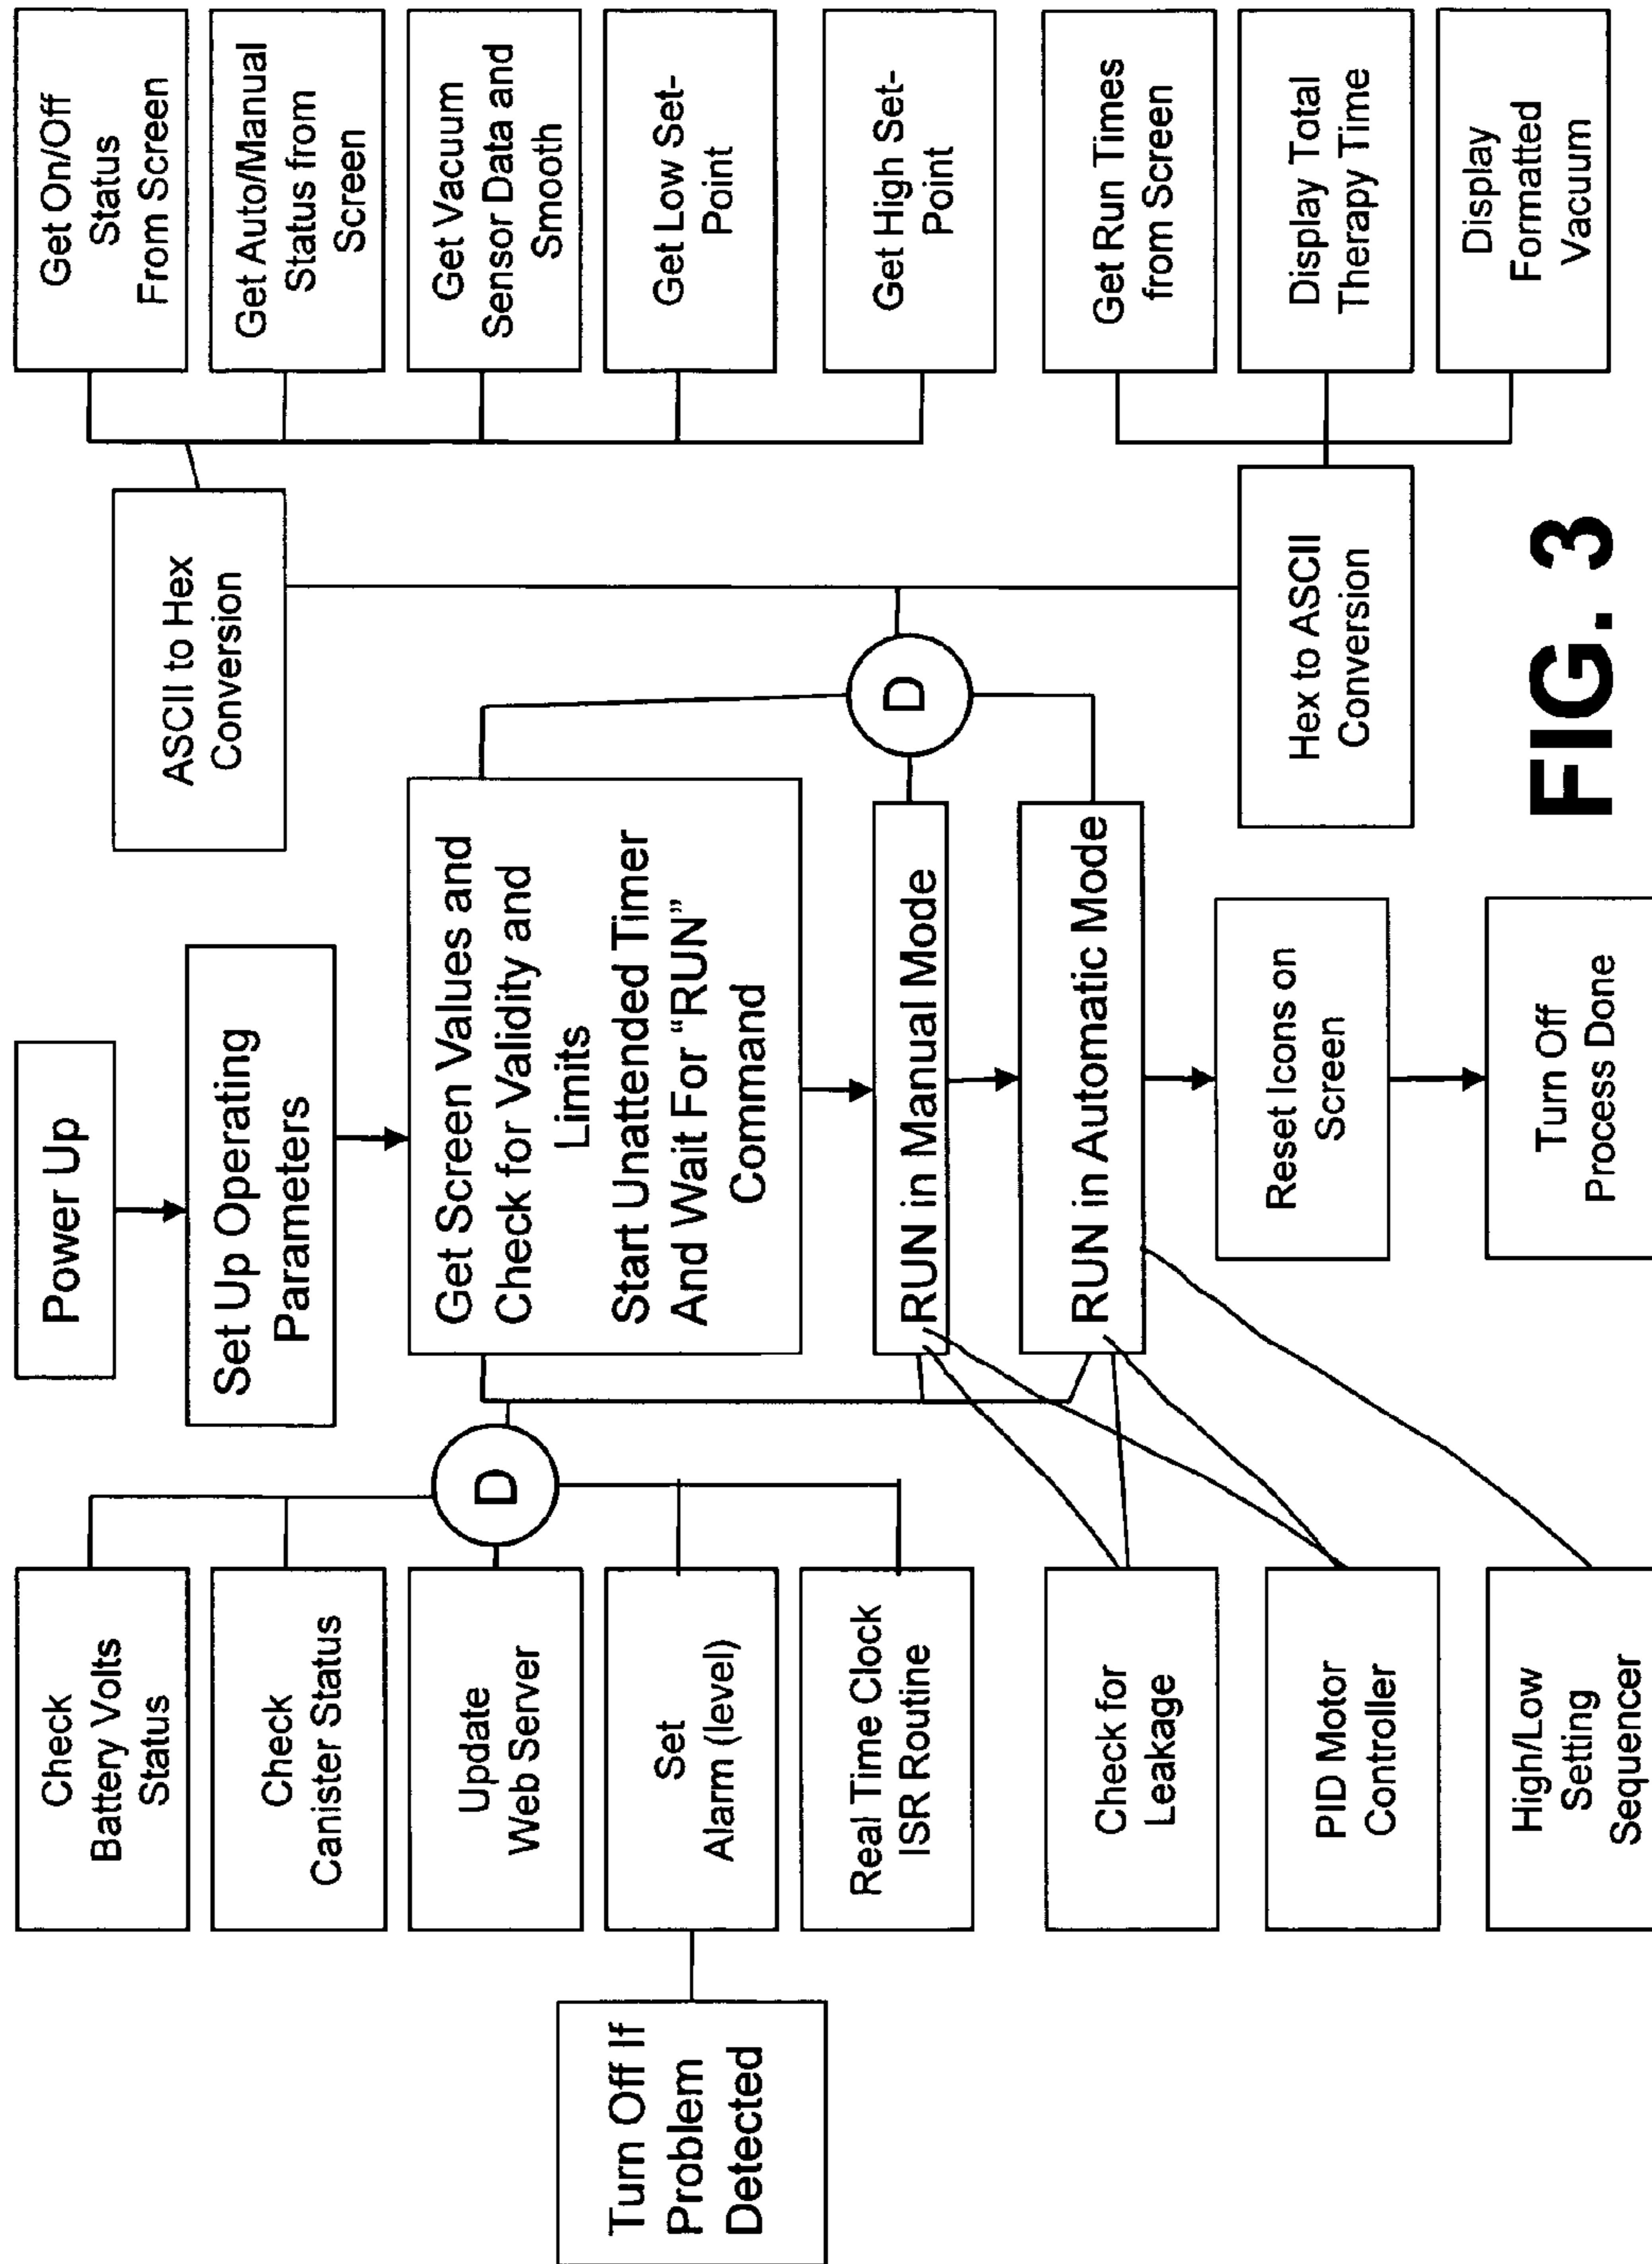 Power Up
Set Up Operating
Parameters
Get Screen Values and
Check for Validity and
Limits
Start Unattended Timer
And Wait For “RUN”
Command
RUN in Manual Mode
RUN in Automatic Mode
Reset Icons on
Screen
Turn Off
Process Done
Turn Off If
Problem
Detected
Check
Battery Volts
Status
Check
Canister Status
Update
Web Server
Set
Alarm (level)
Real Time Clock
ISR Routine
Check for
Leakage
PID Motor
Controller
High/Low
Setting
Sequencer
D
D
ASCII to Hex
Conversion
Hex to ASCII
Conversion
Get On/Off
Status
From Screen
Get Auto/Manual
Status from
Screen
Get Vacuum
Sensor Data and
Smooth
Get Low Set-
Point
Get High Set-
Point
Get Run Times
from Screen
Display Total
Therapy Time
Display
Formatted
Vacuum
FIG. 3